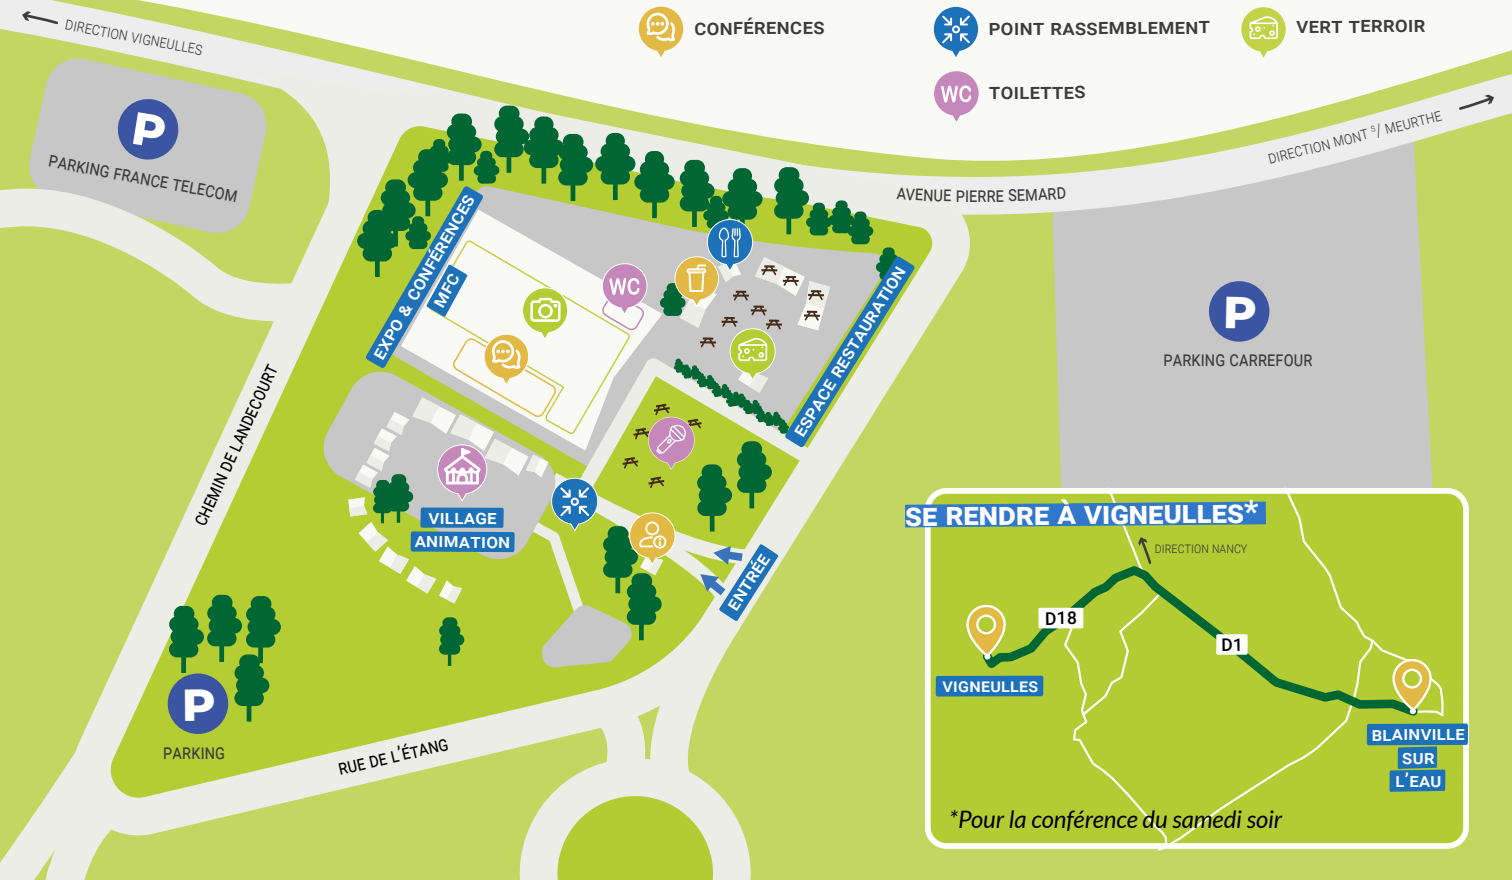 DIRECTION VIGNEULLES
CONFÉRENCES
POINT RASSEMBLEMENT
VERT TERROIR
WC
TOILETTES
P
PARKING FRANCE TELECOM
DIRECTION MONT S/ MEURTHE
AVENUE PIERRE SEMARD
EXPO & CONFÉRENCES
MFC
WC
ESPACE RESTAURATION
P
PARKING CARREFOUR
CHEMIN DE LANDECOURT
VILLAGE
ANIMATION
ENTRÉE
P
PARKING
RUE DE L'ÉTANG
SE RENDRE À VIGNEULLES*
DIRECTION NANCY
D18
D1
VIGNEULLES
BLAINVILLE
SUR
L'EAU
*Pour la conférence du samedi soir